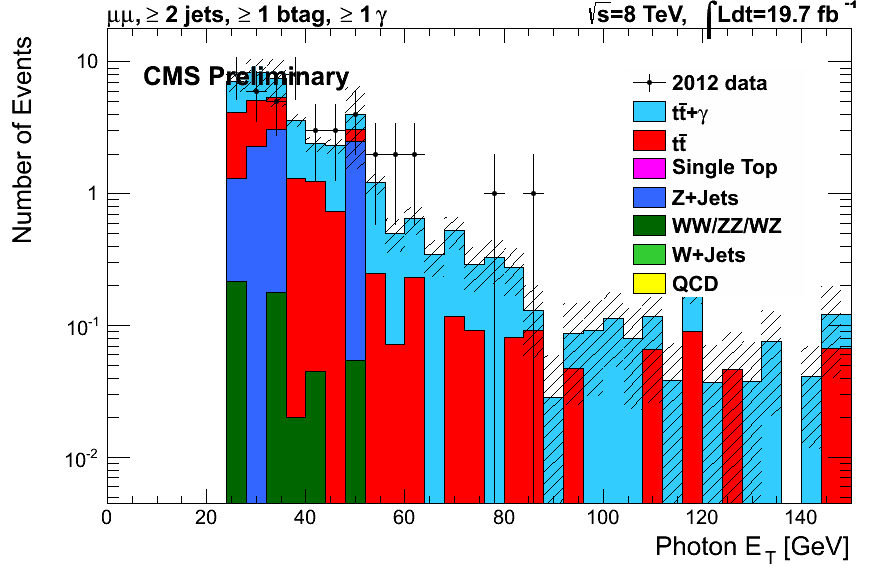 μμ, ≥ 2 jets, ≥ 1 btag, ≥ 1 γ
√s=8 TeV, ∫Ldt=19.7 fb⁻¹
CMS Preliminary
Number of Events
10
1
10⁻¹
10⁻²
2012 data
tt̄+γ
tt̄
Single Top
Z+Jets
WW/ZZ/WZ
W+Jets
QCD
0 20 40 60 80 100 120 140
Photon E_T [GeV]